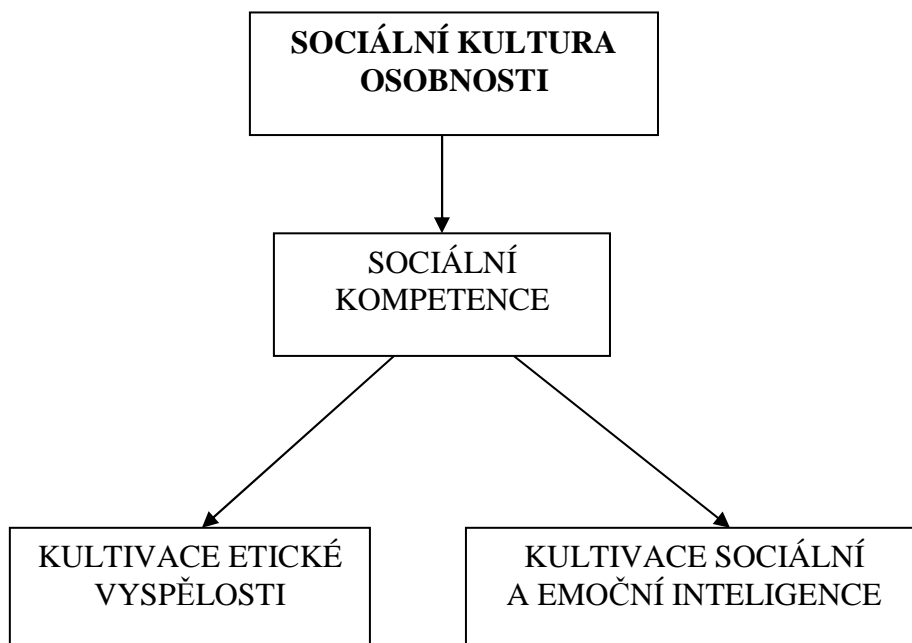 SOCIÁLNÍ KULTURA
OSOBNOSTI
SOCIÁLNÍ
KOMPETENCE
KULTIVACE ETICKÉ
VYSPĚLOSTI
KULTIVACE SOCIÁLNÍ
A EMOČNÍ INTELIGENCE